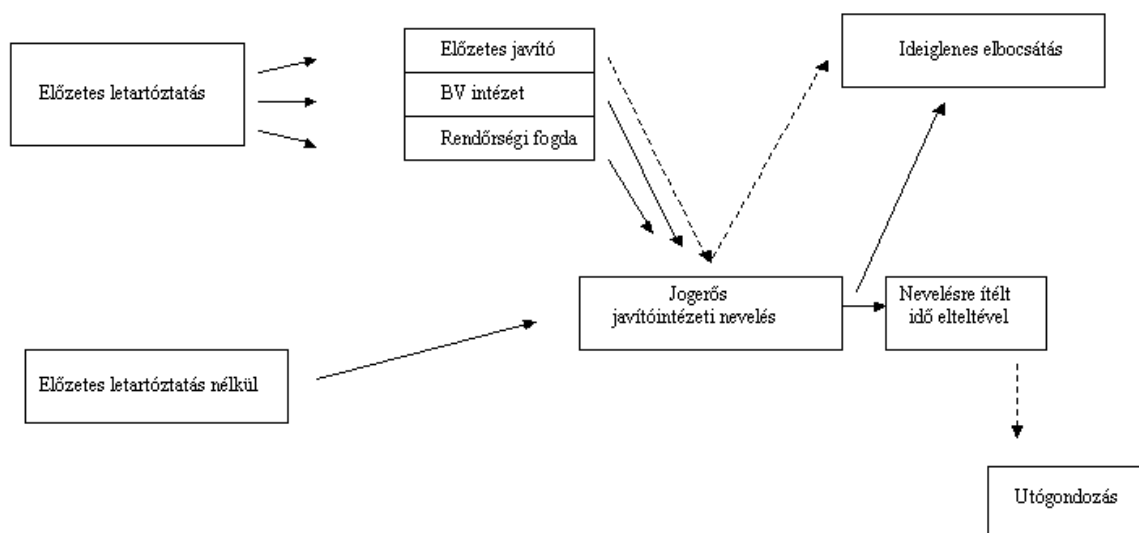 Előzetes letartóztatás
Előzetes javító
BV intézet
Rendőrségi fogda
Ideiglenes elbocsátás
Jogerős
javítóintézeti nevelés
Nevelésre ítélt
idő elteltével
Előzetes letartóztatás nélkül
Utógondozás